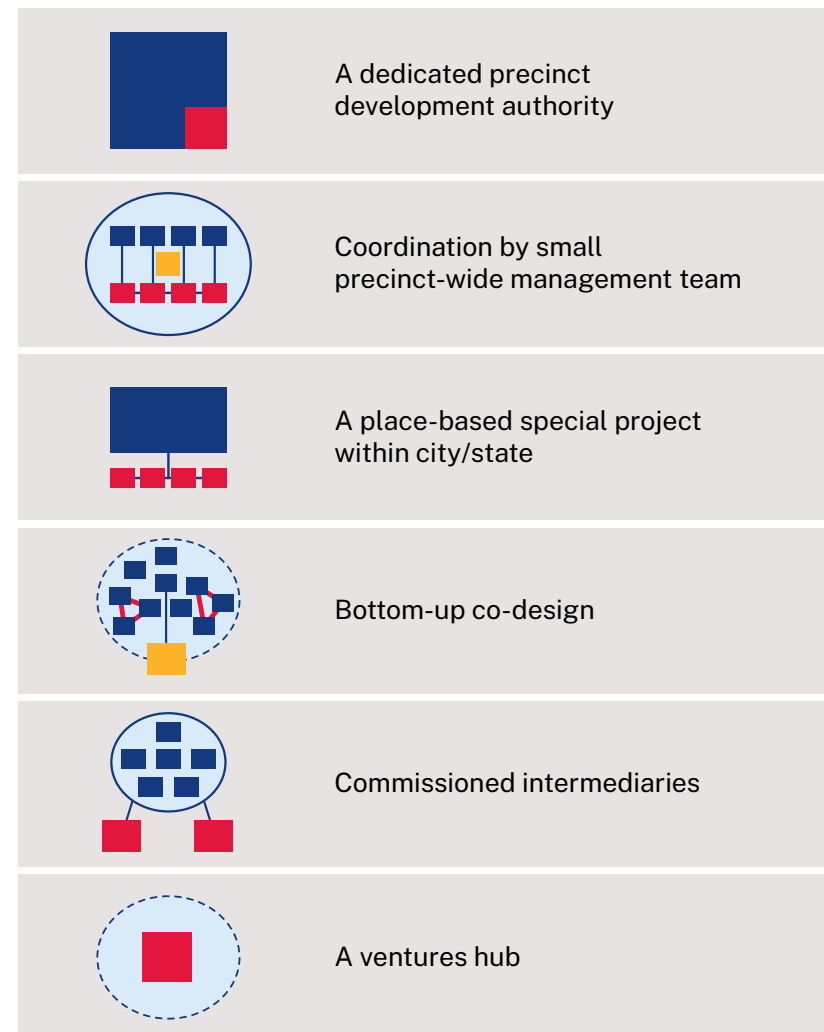 A dedicated precinct
development authority
Coordination by small
precinct-wide management team
A place-based special project
within city/state
Bottom-up co-design
Commissioned intermediaries
A ventures hub